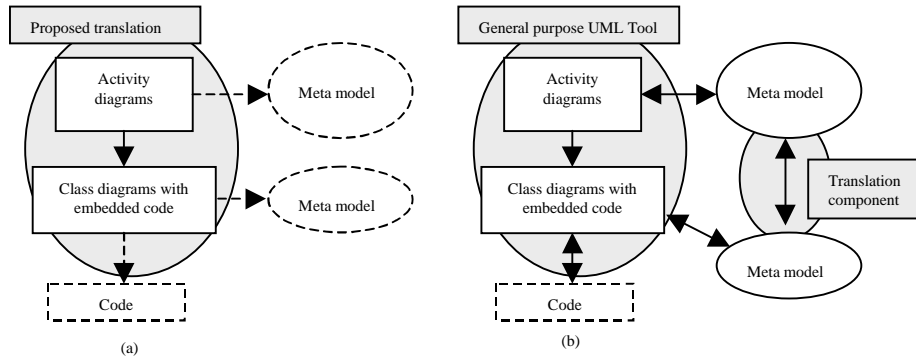 Proposed translation
Activity
diagrams
Meta model
Class diagrams with
embedded code
Meta model
Code
(a)
General purpose UML Tool
Activity
diagrams
Meta model
Class diagrams with
embedded code
Translation
component
Meta model
Code
(b)